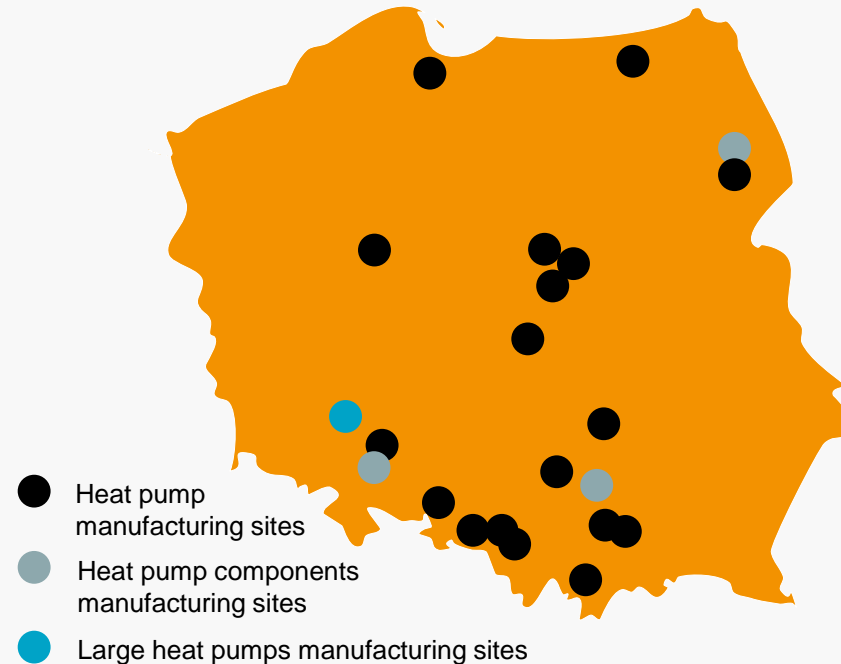 Heat pump
manufacturing sites
Heat pump components
manufacturing sites
Large heat pumps manufacturing sites